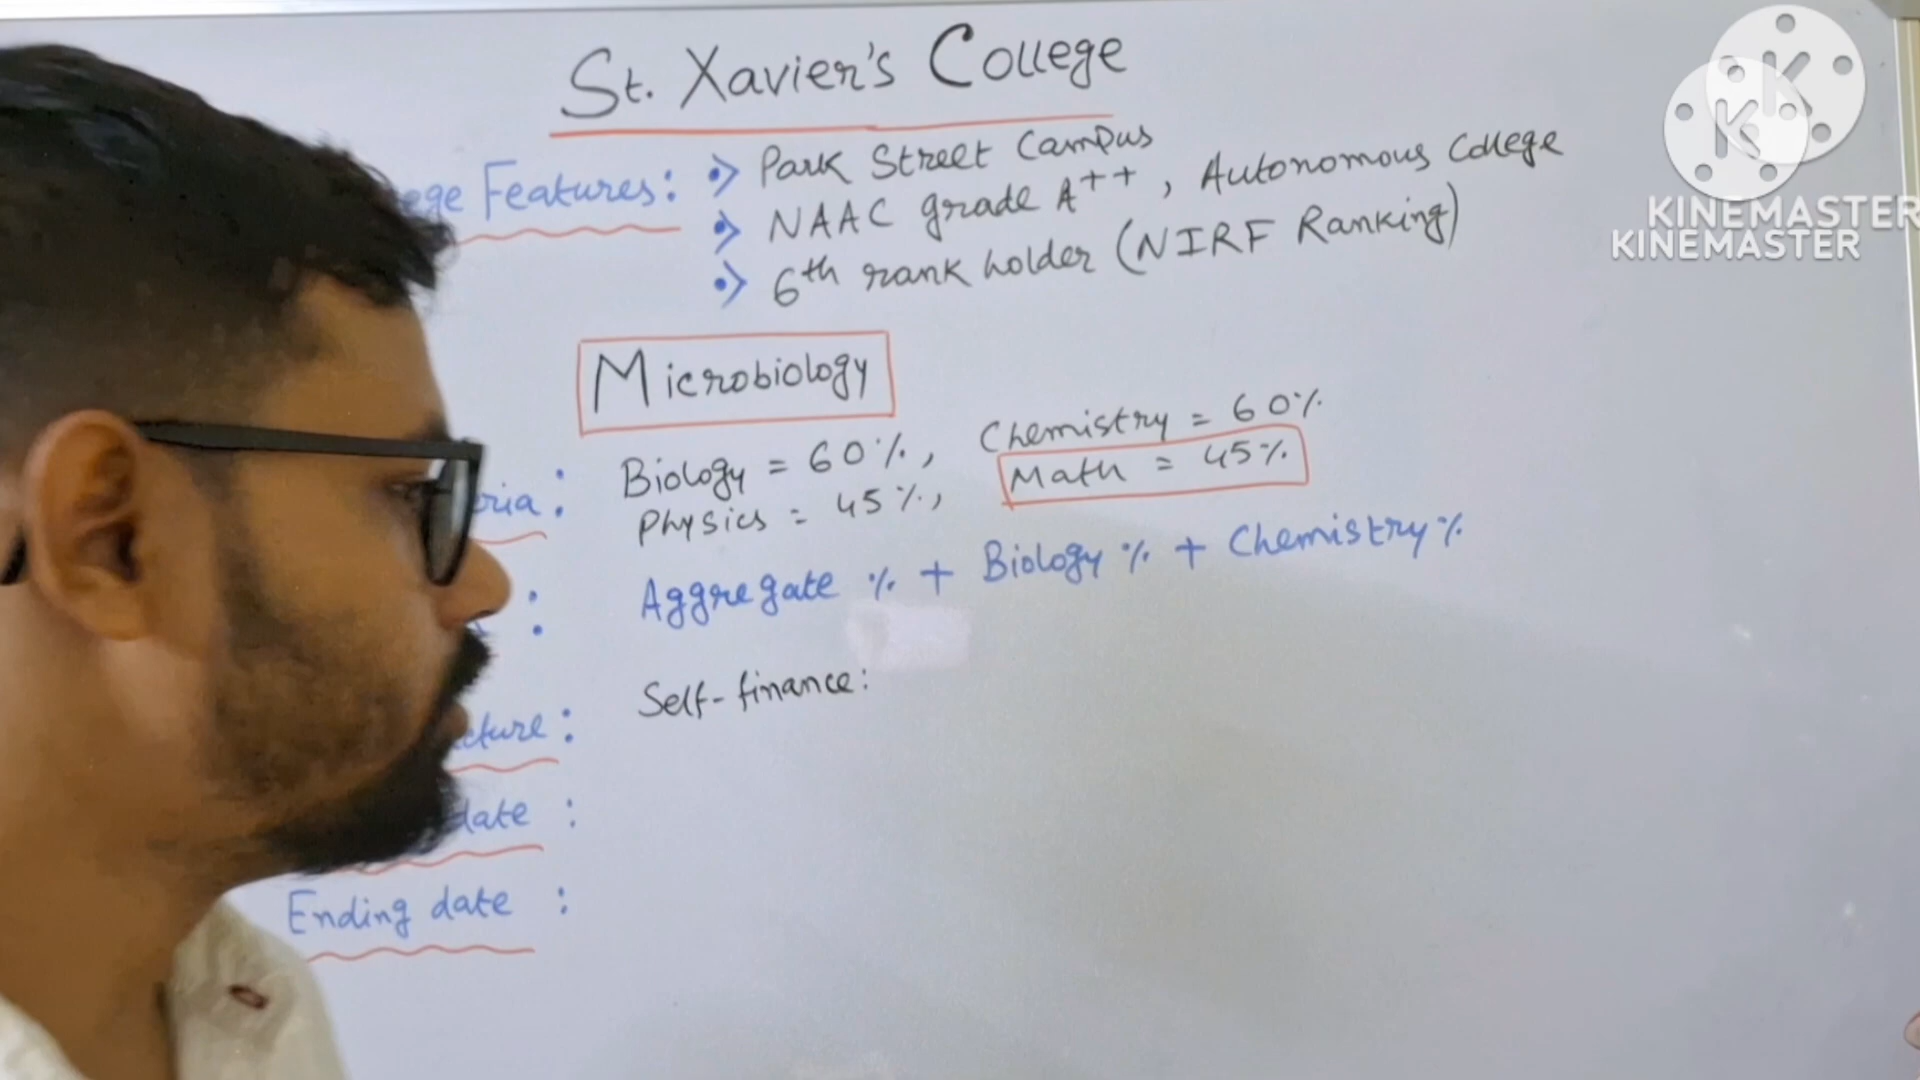 St. Xavier's College
ege Features: Park Street Campus
NAAC grade A++, Autonomous College
6th rank holder (NIRF Ranking)
Microbiology
Biology = 60%, Chemistry = 60%
ria: Physics = 45%, Math = 45%
: Aggregate % + Biology % + Chemistry %
cture: Self-finance:
date :
Ending date :
KINEMASTER
KINEMASTER